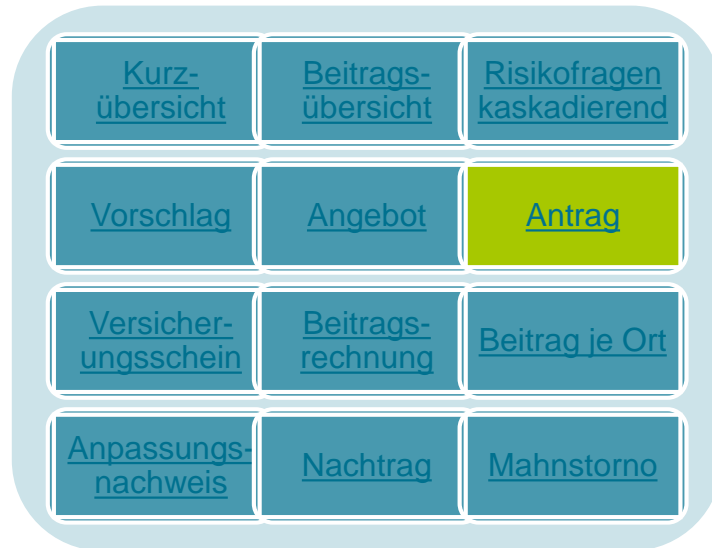 Kurz-
übersicht
Beitrags-
übersicht
Risikofragen
kaskadierend
Vorschlag
Angebot
Antrag
Versicher-
ungsschein
Beitrags-
rechnung
Beitrag je Ort
Anpassungs-
nachweis
Nachtrag
Mahnstorno